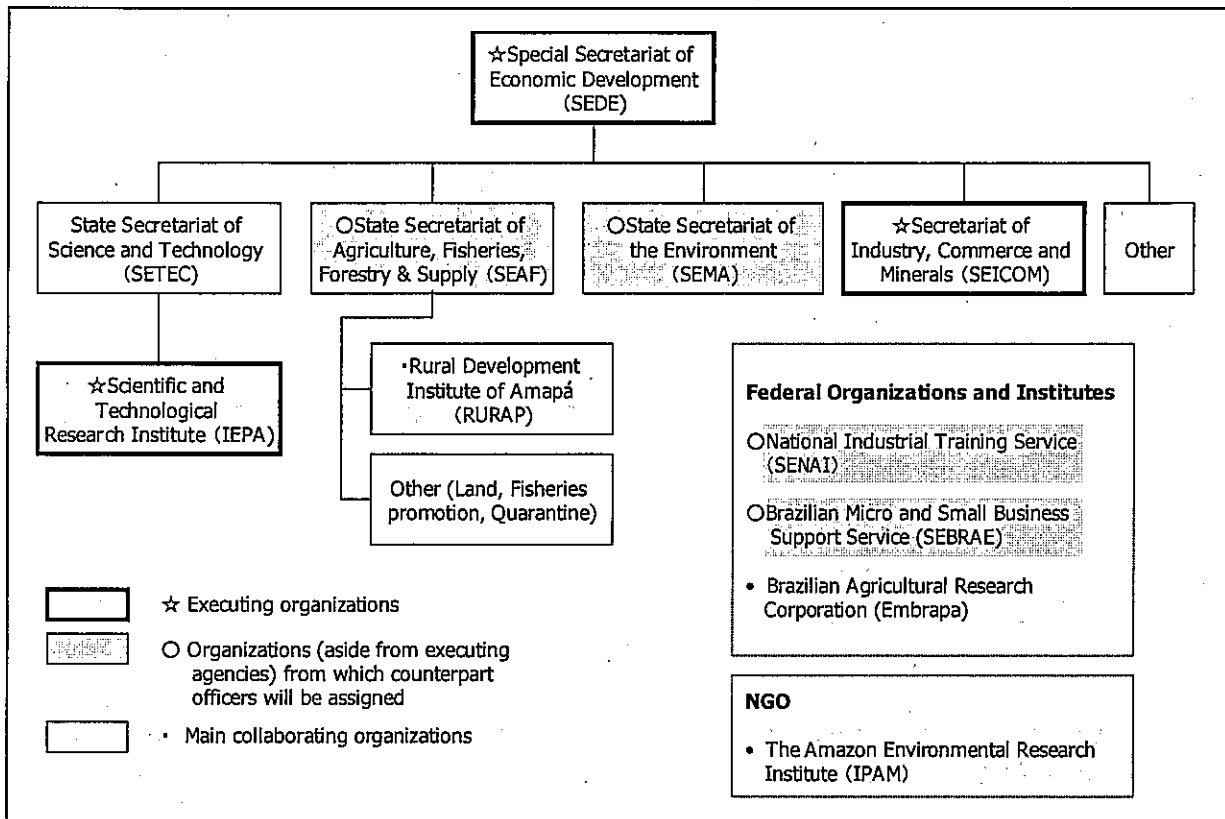 ☆Special Secretariat of
Economic Development
(SEDE)
State Secretariat of
Science and Technology
(SETEC)
○State Secretariat of
Agriculture, Fisheries,
Forestry & Supply (SEAF)
○State Secretariat of
the Environment
(SEMA)
☆Secretariat of
Industry, Commerce and
Minerals (SEICOM)
Other
☆Scientific and
Technological
Research Institute (IEPA)
・Rural Development
Institute of Amapá
(RURAP)
Other (Land, Fisheries
promotion, Quarantine)
Federal Organizations and Institutes
○National Industrial Training Service
(SENAI)
○Brazilian Micro and Small Business
Support Service (SEBRAE)
• Brazilian Agricultural Research
Corporation (Embrapa)
☆ Executing organizations
○ Organizations (aside from executing
agencies) from which counterpart
officers will be assigned
・ Main collaborating organizations
NGO
• The Amazon Environmental Research
Institute (IPAM)